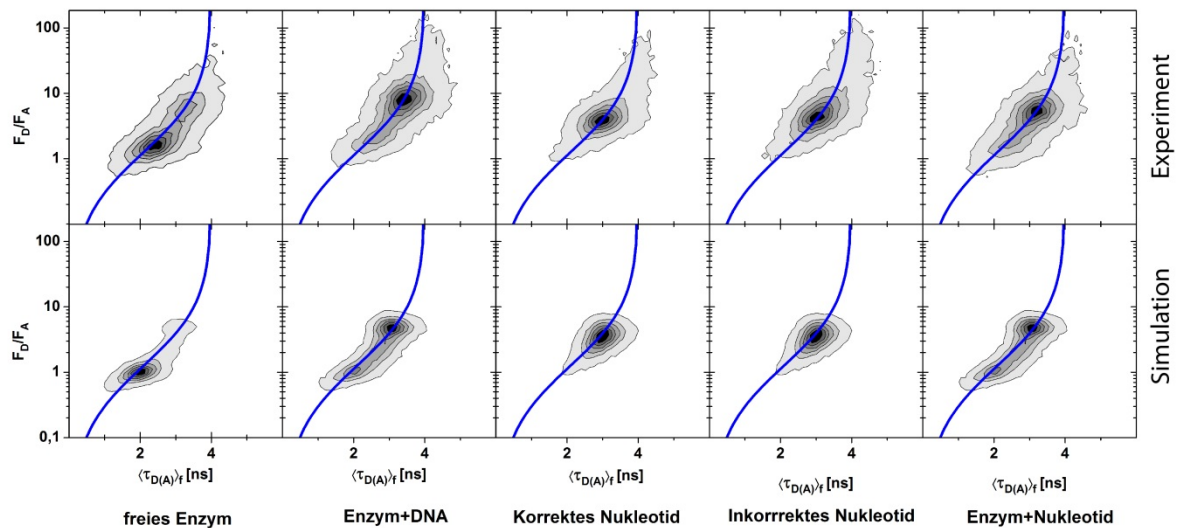 100
10
1
F_D/F_A
Experiment
100
10
1
0,1
F_D/F_A
Simulation
2 4 2 4 2 4 2 4 2 4
⟨τ_D(A)⟩_f [ns] ⟨τ_D(A)⟩_f [ns] ⟨τ_D(A)⟩_f [ns] ⟨τ_D(A)⟩_f [ns] ⟨τ_D(A)⟩_f [ns]
freies Enzym Enzym+DNA Korrektes Nukleotid Inkorrrektes Nukleotid Enzym+Nukleotid